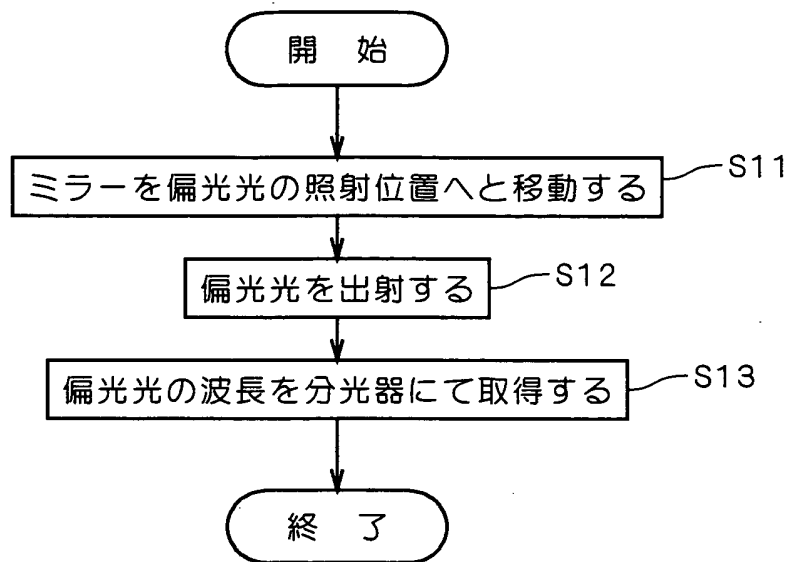 開　始
ミラーを偏光光の照射位置へと移動する
S11
偏光光を出射する
S12
偏光光の波長を分光器にて取得する
S13
終　了